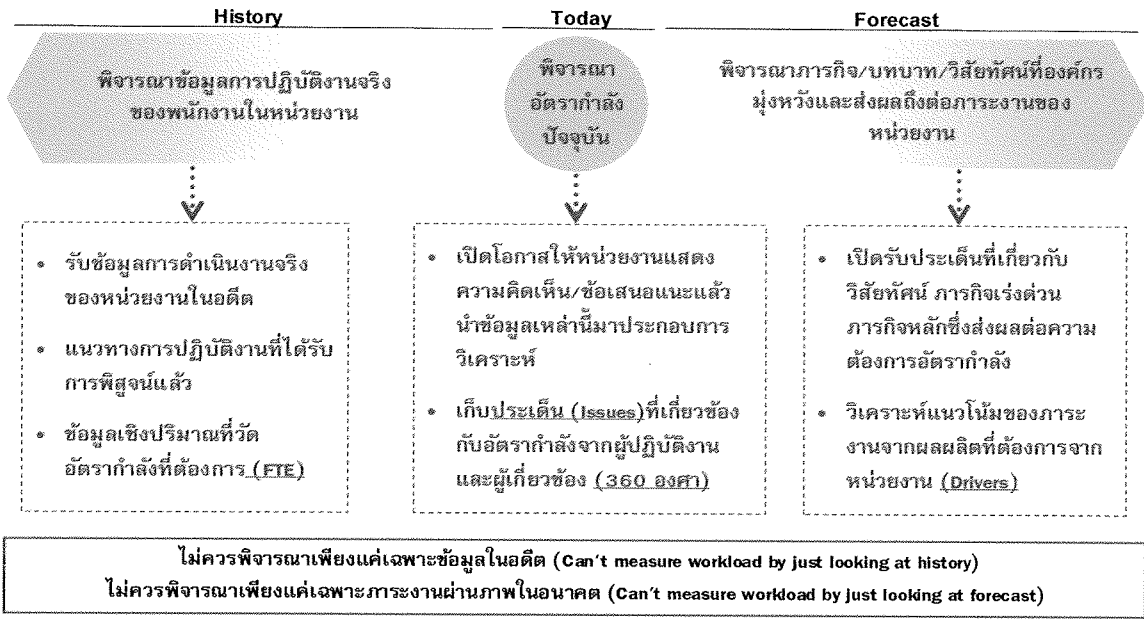 History
Today
Forecast
พิจารณาข้อมูลการปฏิบัติงานจริง
ของพนักงานในหน่วยงาน
พิจารณา
อัตรากำลัง
ปัจจุบัน
พิจารณาภารกิจ/บทบาท/วิสัยทัศน์ที่องค์กร
มุ่งหวังและส่งผลถึงต่อภาระงานของ
หน่วยงาน
• รับข้อมูลการดำเนินงานจริง
ของหน่วยงานในอดีต
• แนวทางการปฏิบัติงานที่ได้รับ
การพิสูจน์แล้ว
• ข้อมูลเชิงปริมาณที่วัด
อัตรากำลังที่ต้องการ (FTE)
• เปิดโอกาสให้หน่วยงานแสดง
ความคิดเห็น/ข้อเสนอแนะแล้ว
นำข้อมูลเหล่านี้มาประกอบการ
วิเคราะห์
• เก็บประเด็น (Issues)ที่เกี่ยวข้อง
กับอัตรากำลังจากผู้ปฏิบัติงาน
และผู้เกี่ยวข้อง (360 องศา)
• เปิดรับประเด็นที่เกี่ยวกับ
วิสัยทัศน์ ภารกิจเร่งด่วน
ภารกิจหลักซึ่งส่งผลต่อความ
ต้องการอัตรากำลัง
• วิเคราะห์แนวโน้มของภาระ
งานจากผลผลิตที่ต้องการจาก
หน่วยงาน (Drivers)
ไม่ควรพิจารณาเพียงแค่เฉพาะข้อมูลในอดีต (Can't measure workload by just looking at history)
ไม่ควรพิจารณาเพียงแค่เฉพาะภาระงานผ่านภาพในอนาคต (Can't measure workload by just looking at forecast)